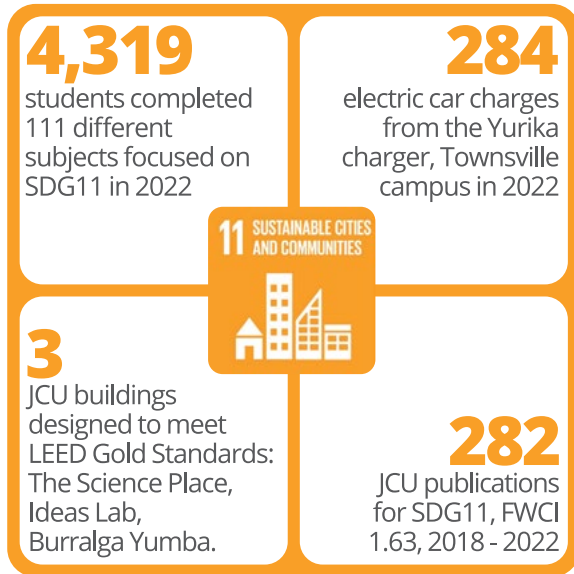 4,319
students completed
111 different
subjects focused on
SDG11 in 2022
284
electric car charges
from the Yurika
charger, Townsville
campus in 2022
11 SUSTAINABLE CITIES
AND COMMUNITIES
3
JCU buildings
designed to meet
LEED Gold Standards:
The Science Place,
Ideas Lab,
Burralga Yumba.
282
JCU publications
for SDG11, FWCI
1.63, 2018 - 2022